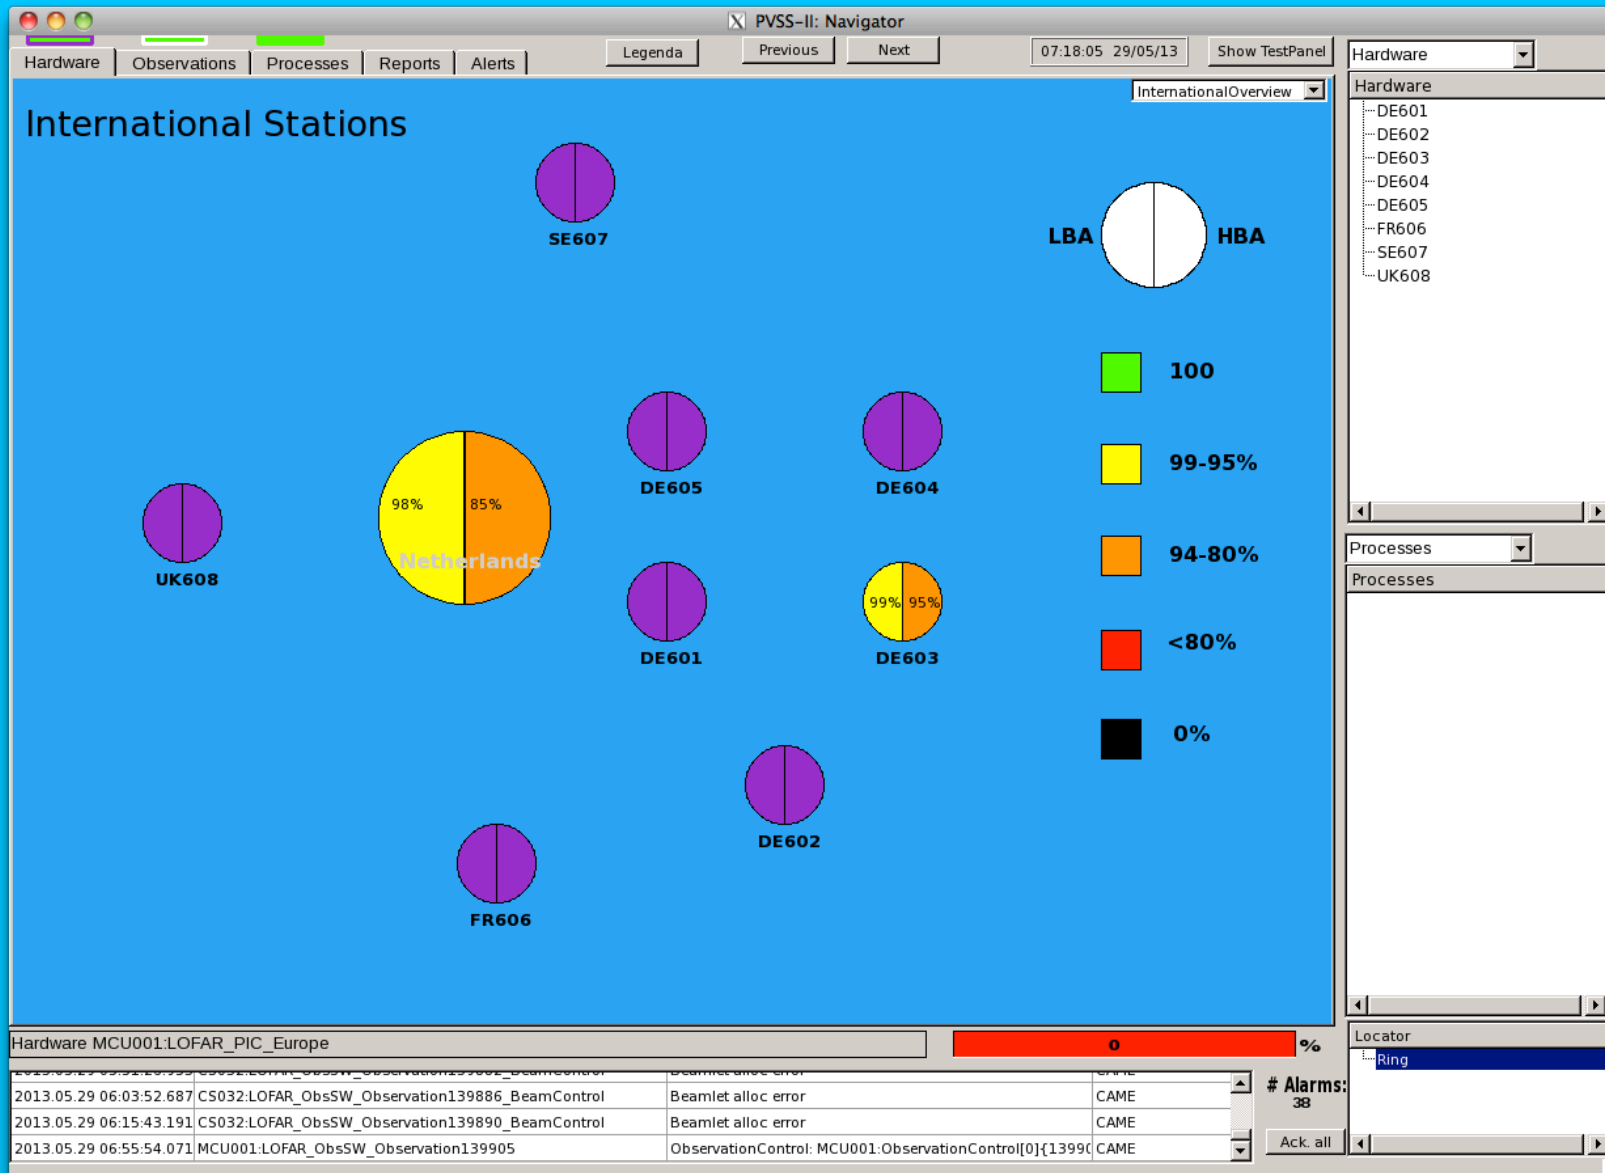 X PVSS-II: Navigator
Hardware Observations Processes Reports Alerts
Legenda Previous Next 07:18:05 29/05/13 Show TestPanel
InternationalOverview
International Stations
SE607
LBA HBA
100
99-95%
94-80%
<80%
0%
DE605
DE604
98% 85%
Netherlands
UK608
DE601
99% 95%
DE603
DE602
FR606
Hardware
Hardware
DE601
DE602
DE603
DE604
DE605
FR606
SE607
UK608
Processes
Processes
Locator
Ring
Hardware MCU001:LOFAR_PIC_Europe
0 %
2013.05.29 06:03:52.687 CS032:LOFAR_ObsSW_Observation139886_BeamControl Beamlet alloc error CAME
2013.05.29 06:15:43.191 CS032:LOFAR_ObsSW_Observation139890_BeamControl Beamlet alloc error CAME
2013.05.29 06:55:54.071 MCU001:LOFAR_ObsSW_Observation139905 ObservationControl: MCU001:ObservationControl[0]{1399( CAME
# Alarms:
38
Ack. all